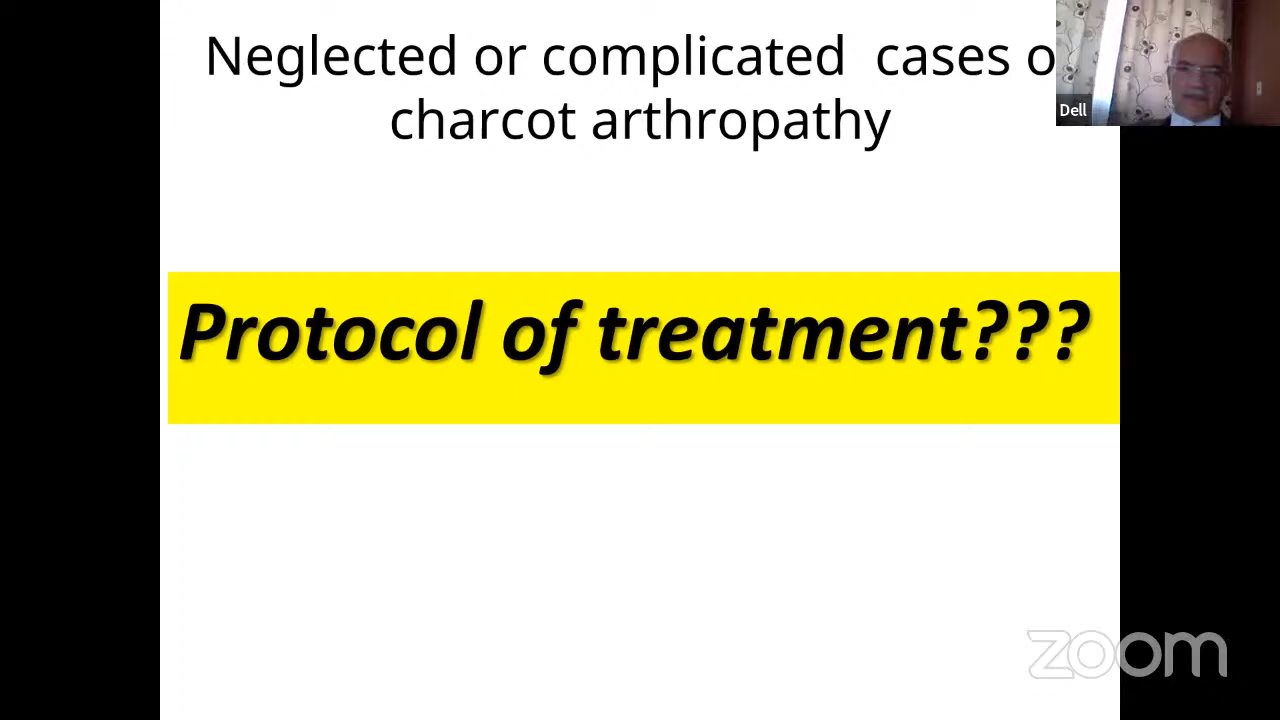 Neglected or complicated cases o
charcot arthropathy
Dell
Protocol of treatment???
zoom